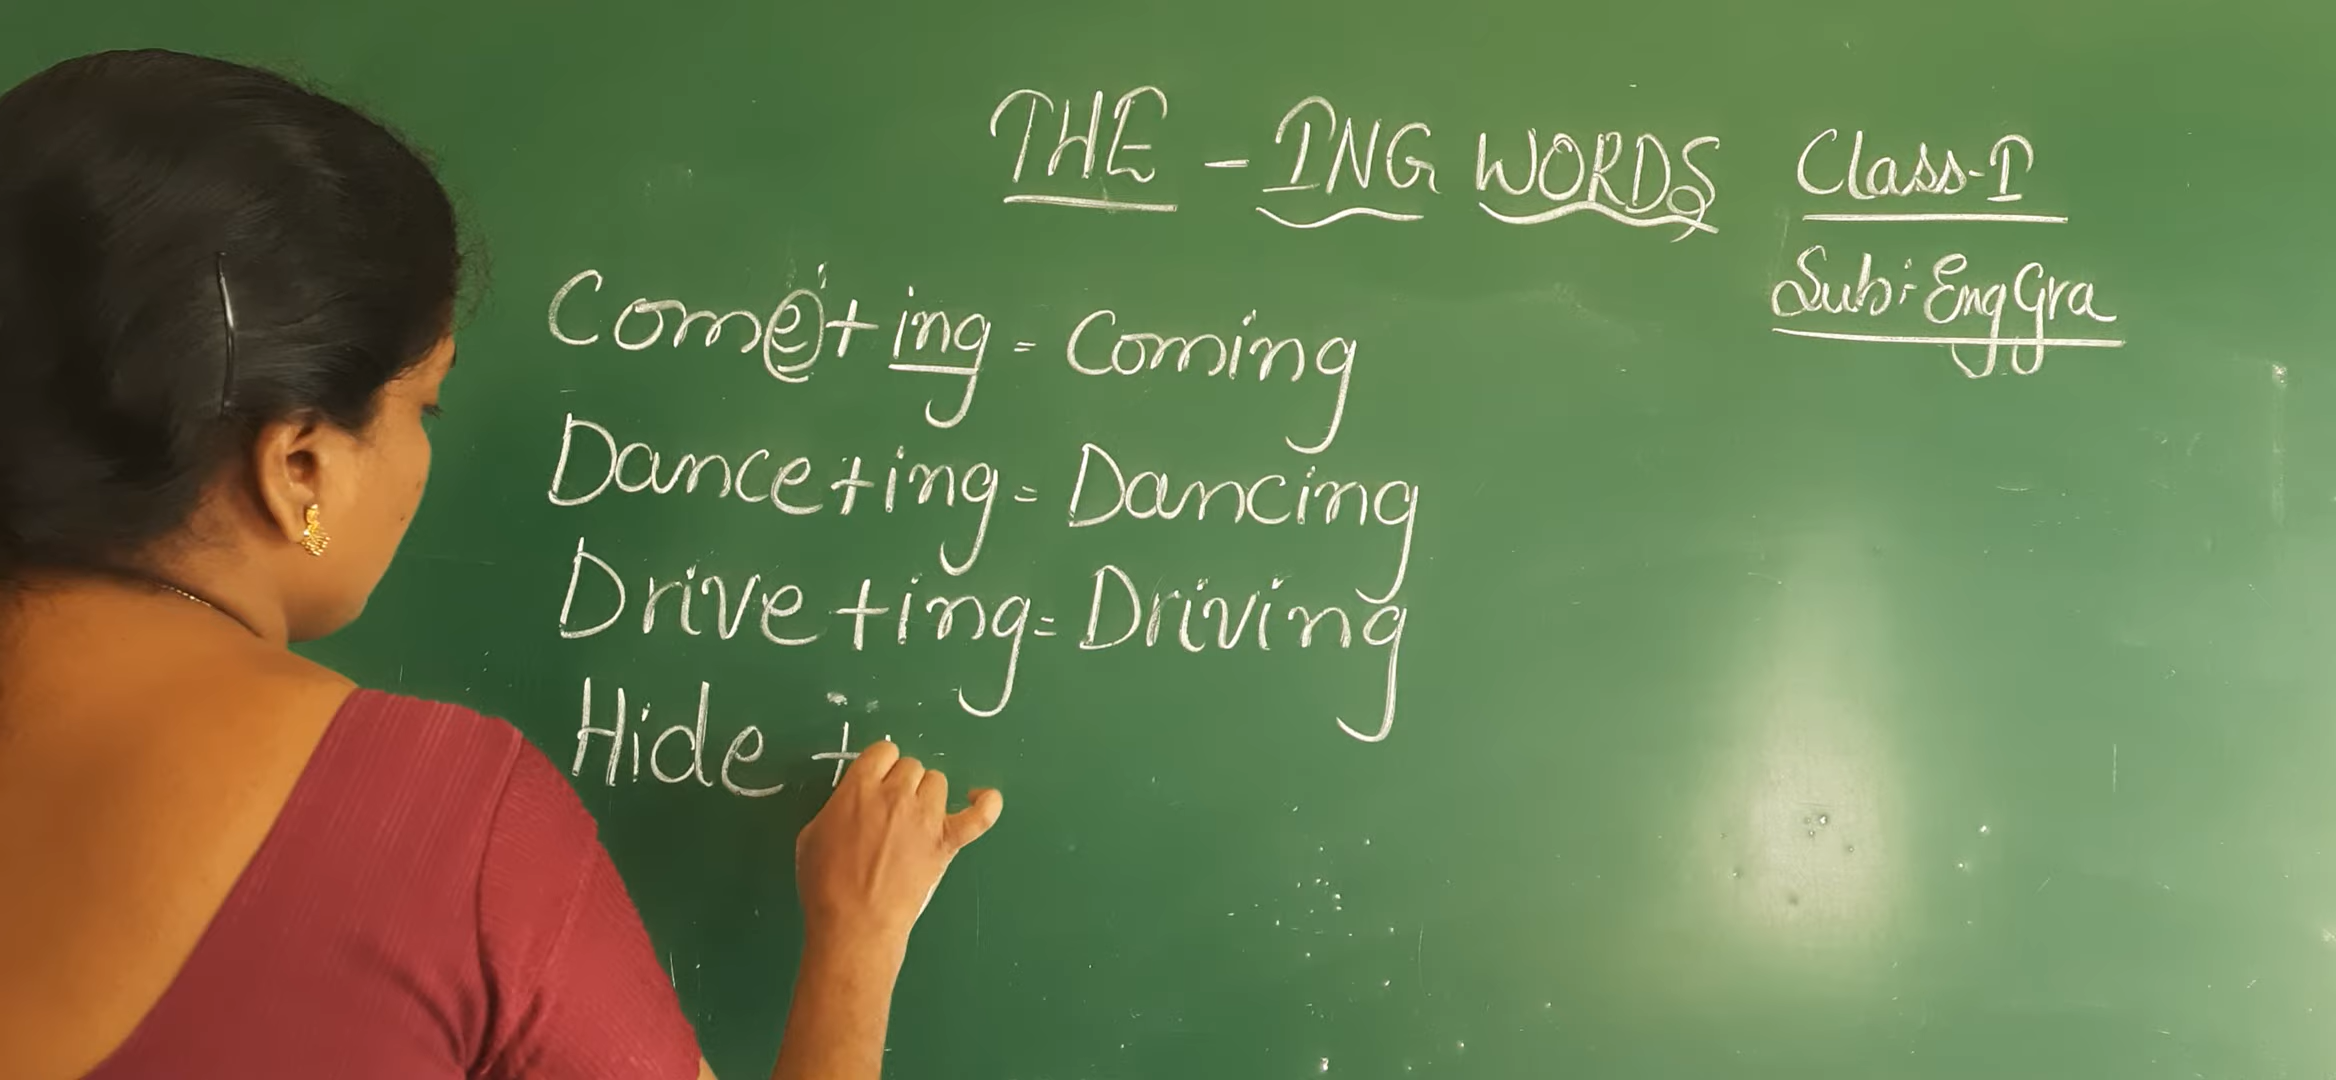 THE - ING WORDS Class-I
Sub: Eng Gra
Come + ing = Coming
Dance + ing = Dancing
Drive + ing = Driving
Hide +